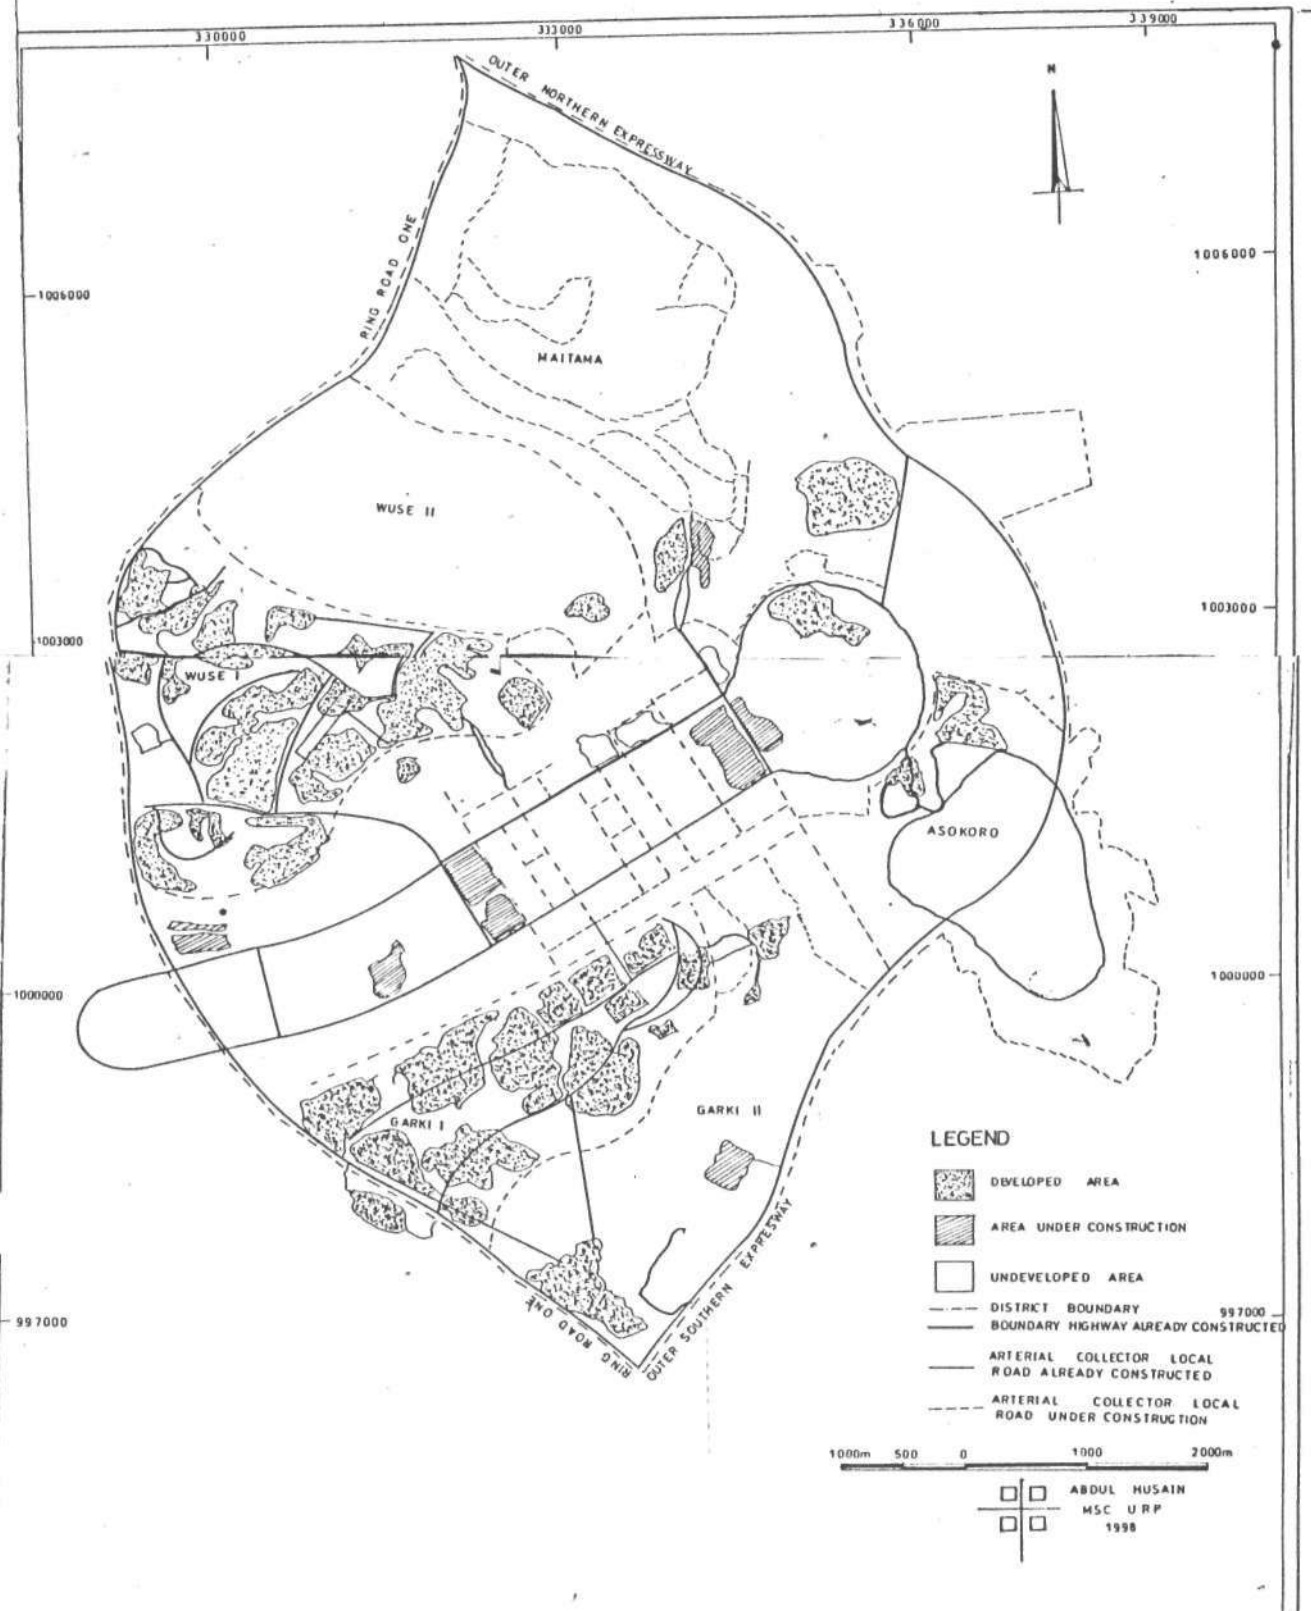 330000
333000
336000
339000
OUTER NORTHERN EXPRESSWAY
N
RING ROAD ONE
1006000
1006000
MAITAMA
WUSE II
1003000
1003000
WUSE I
ASOKORO
1000000
1000000
GARKI I
GARKI II
LEGEND
DEVELOPED AREA
AREA UNDER CONSTRUCTION
UNDEVELOPED AREA
DISTRICT BOUNDARY
997000
BOUNDARY HIGHWAY ALREADY CONSTRUCTED
997000
ARTERIAL COLLECTOR LOCAL
ROAD ALREADY CONSTRUCTED
ARTERIAL COLLECTOR LOCAL
ROAD UNDER CONSTRUCTION
RING ROAD ONE
OUTER SOUTHERN EXPRESWAY
1000m 500 0 1000 2000m
ABDUL HUSAIN
MSC URP
1998